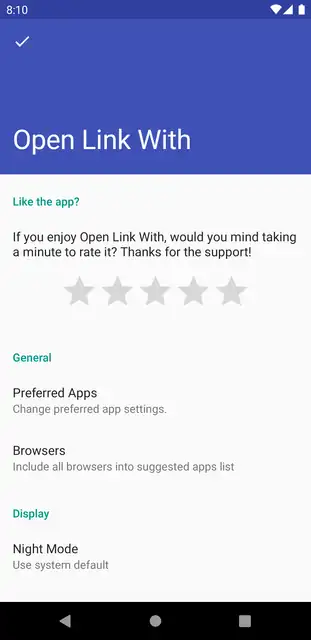 8:10
Open Link With
Like the app?
If you enjoy Open Link With, would you mind taking
a minute to rate it? Thanks for the support!
General
Preferred Apps
Change preferred app settings.
Browsers
Include all browsers into suggested apps list
Display
Night Mode
Use system default